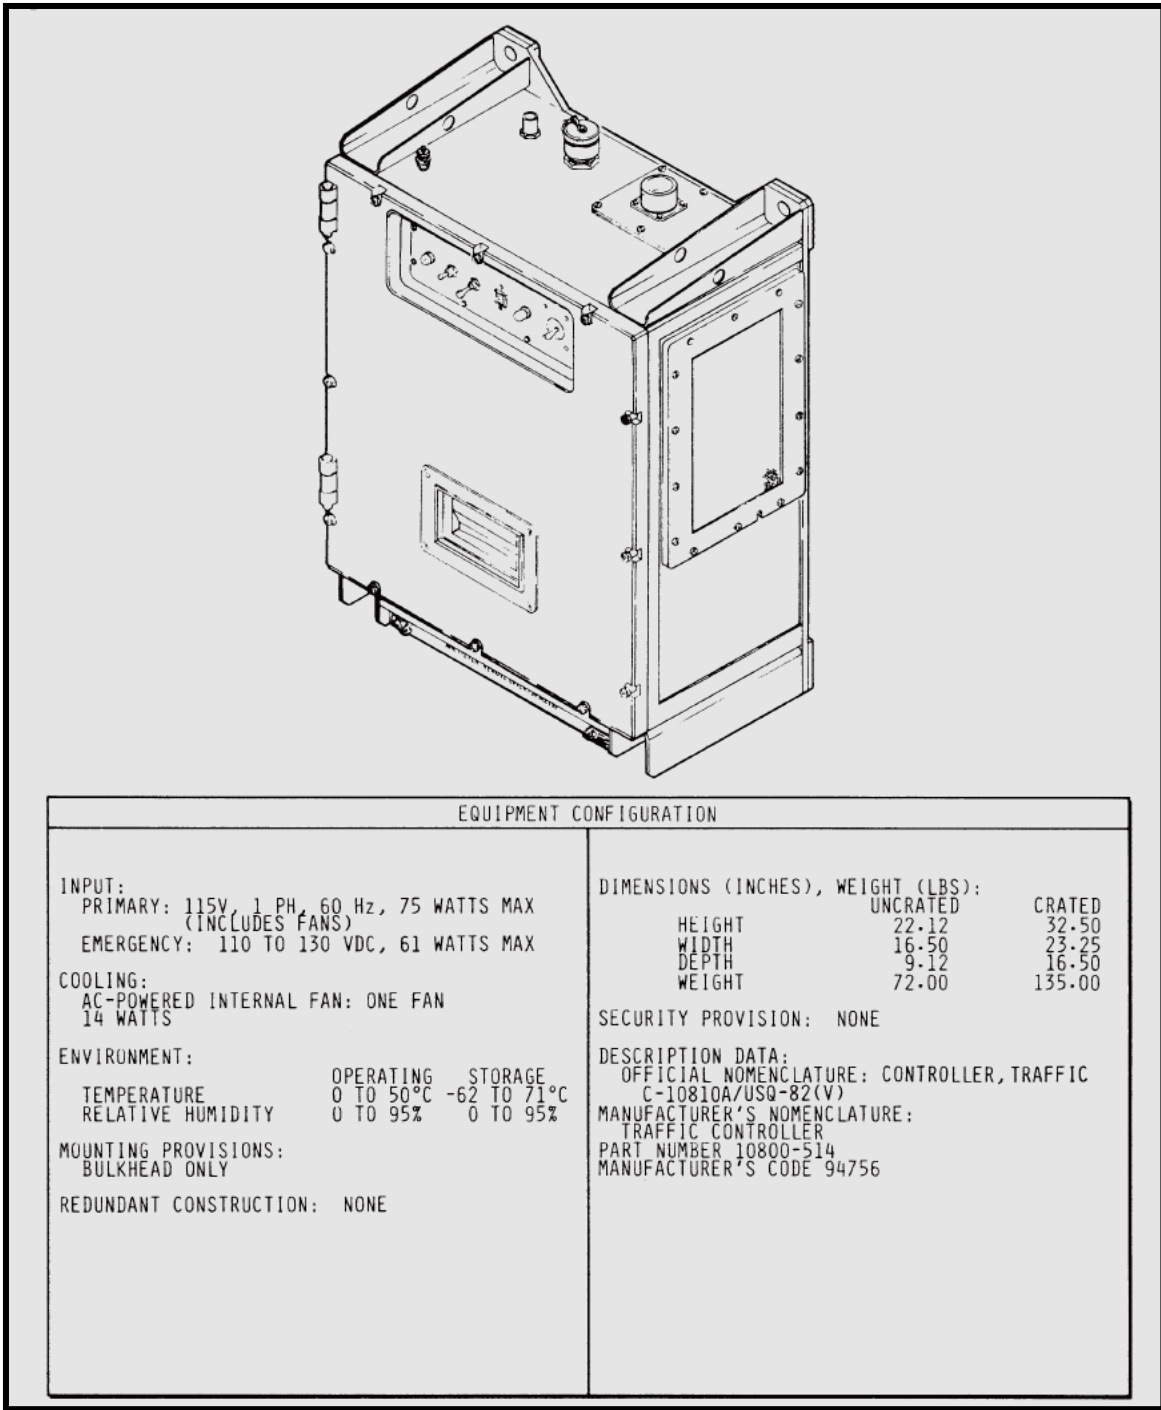 EQUIPMENT CONFIGURATION
INPUT:
PRIMARY: 115V, 1 PH, 60 Hz, 75 WATTS MAX
(INCLUDES FANS)
EMERGENCY: 110 TO 130 VDC, 61 WATTS MAX
COOLING:
AC-POWERED INTERNAL FAN: ONE FAN
14 WATTS
ENVIRONMENT:
OPERATING STORAGE
TEMPERATURE 0 TO 50°C -62 TO 71°C
RELATIVE HUMIDITY 0 TO 95% 0 TO 95%
MOUNTING PROVISIONS:
BULKHEAD ONLY
REDUNDANT CONSTRUCTION: NONE
DIMENSIONS (INCHES), WEIGHT (LBS):
UNCRATED CRATED
HEIGHT 22.12 32.50
WIDTH 16.50 23.25
DEPTH 9.12 16.50
WEIGHT 72.00 135.00
SECURITY PROVISION: NONE
DESCRIPTION DATA:
OFFICIAL NOMENCLATURE: CONTROLLER, TRAFFIC
C-10810A/USQ-82(V)
MANUFACTURER'S NOMENCLATURE:
TRAFFIC CONTROLLER
PART NUMBER 10800-514
MANUFACTURER'S CODE 94756